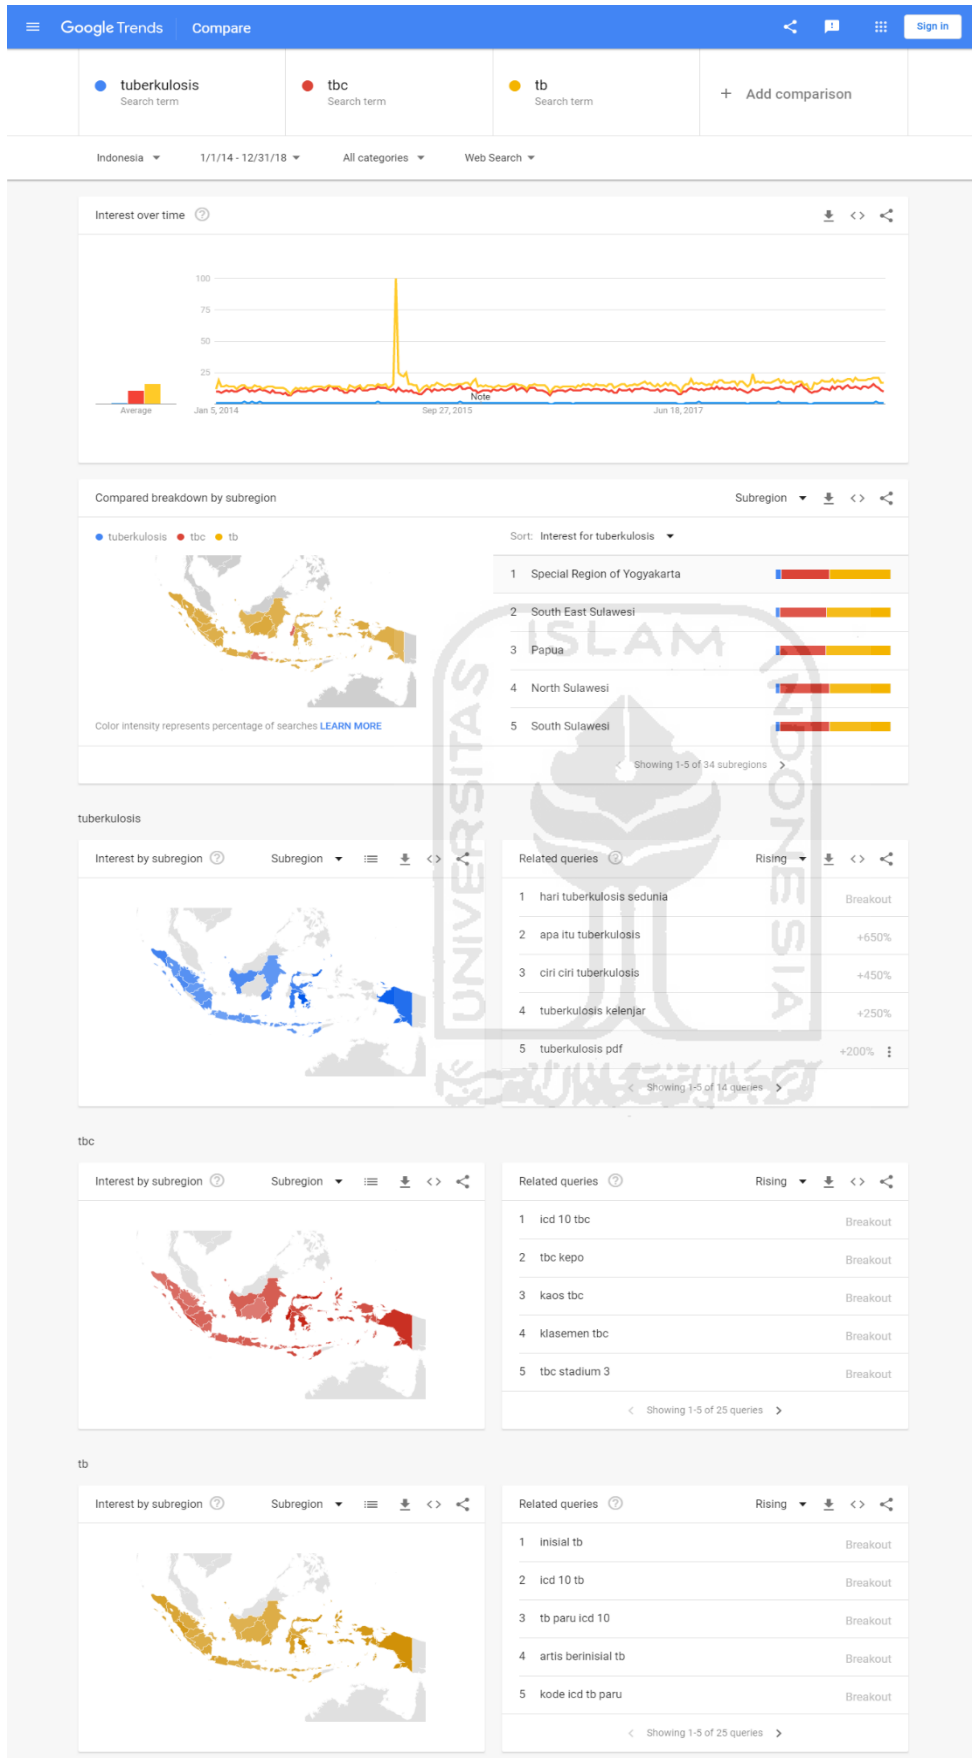 Google Trends Compare Sign in
tuberkulosis
Search term
tbc
Search term
tb
Search term
+ Add comparison
Indonesia 1/1/14 - 12/31/18 All categories Web Search
Interest over time
100
75
50
25
Note
Average Jan 5, 2014 Sep 27, 2015 Jun 18, 2017
Compared breakdown by subregion Subregion
tuberkulosis tbc tb
Sort: Interest for tuberkulosis
1 Special Region of Yogyakarta
2 South East Sulawesi
3 Papua
4 North Sulawesi
5 South Sulawesi
Color intensity represents percentage of searches LEARN MORE
Showing 1-5 of 34 subregions
UNIVERSITAS ISLAM INDONESIA
tuberkulosis
Interest by subregion Subregion
Related queries Rising
1 hari tuberkulosis sedunia Breakout
2 apa itu tuberkulosis +650%
3 ciri ciri tuberkulosis +450%
4 tuberkulosis kelenjar +250%
5 tuberkulosis pdf +200%
Showing 1-5 of 14 queries
tbc
Interest by subregion Subregion
Related queries Rising
1 icd 10 tbc Breakout
2 tbc kepo Breakout
3 kaos tbc Breakout
4 klasemen tbc Breakout
5 tbc stadium 3 Breakout
Showing 1-5 of 25 queries
tb
Interest by subregion Subregion
Related queries Rising
1 inisial tb Breakout
2 icd 10 tb Breakout
3 tb paru icd 10 Breakout
4 artis berinisial tb Breakout
5 kode icd tb paru Breakout
Showing 1-5 of 25 queries